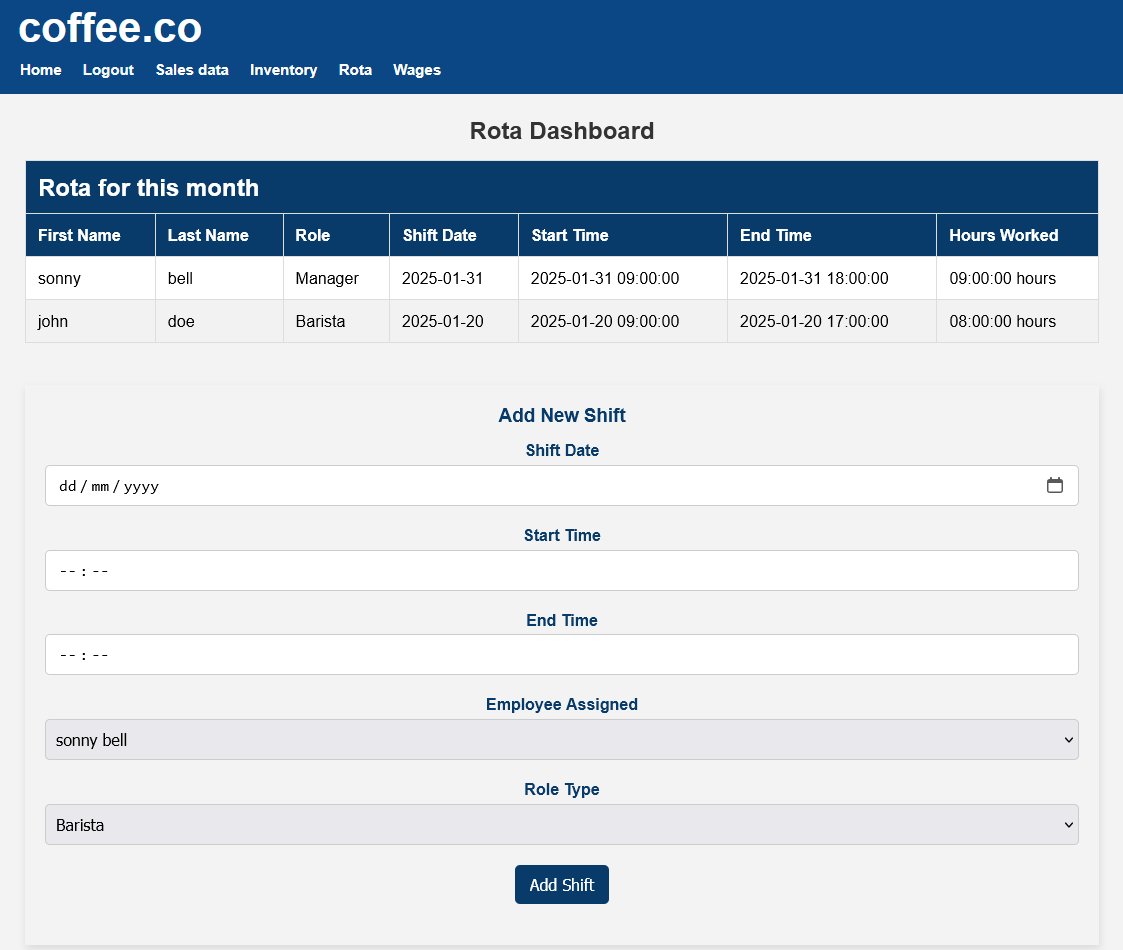 coffee.co
Home Logout Sales data Inventory Rota Wages
Rota Dashboard
Rota for this month
First Name Last Name Role Shift Date Start Time End Time Hours Worked
sonny bell Manager 2025-01-31 2025-01-31 09:00:00 2025-01-31 18:00:00 09:00:00 hours
john doe Barista 2025-01-20 2025-01-20 09:00:00 2025-01-20 17:00:00 08:00:00 hours
Add New Shift
Shift Date
dd / mm / yyyy
Start Time
-- : --
End Time
-- : --
Employee Assigned
sonny bell
Role Type
Barista
Add Shift